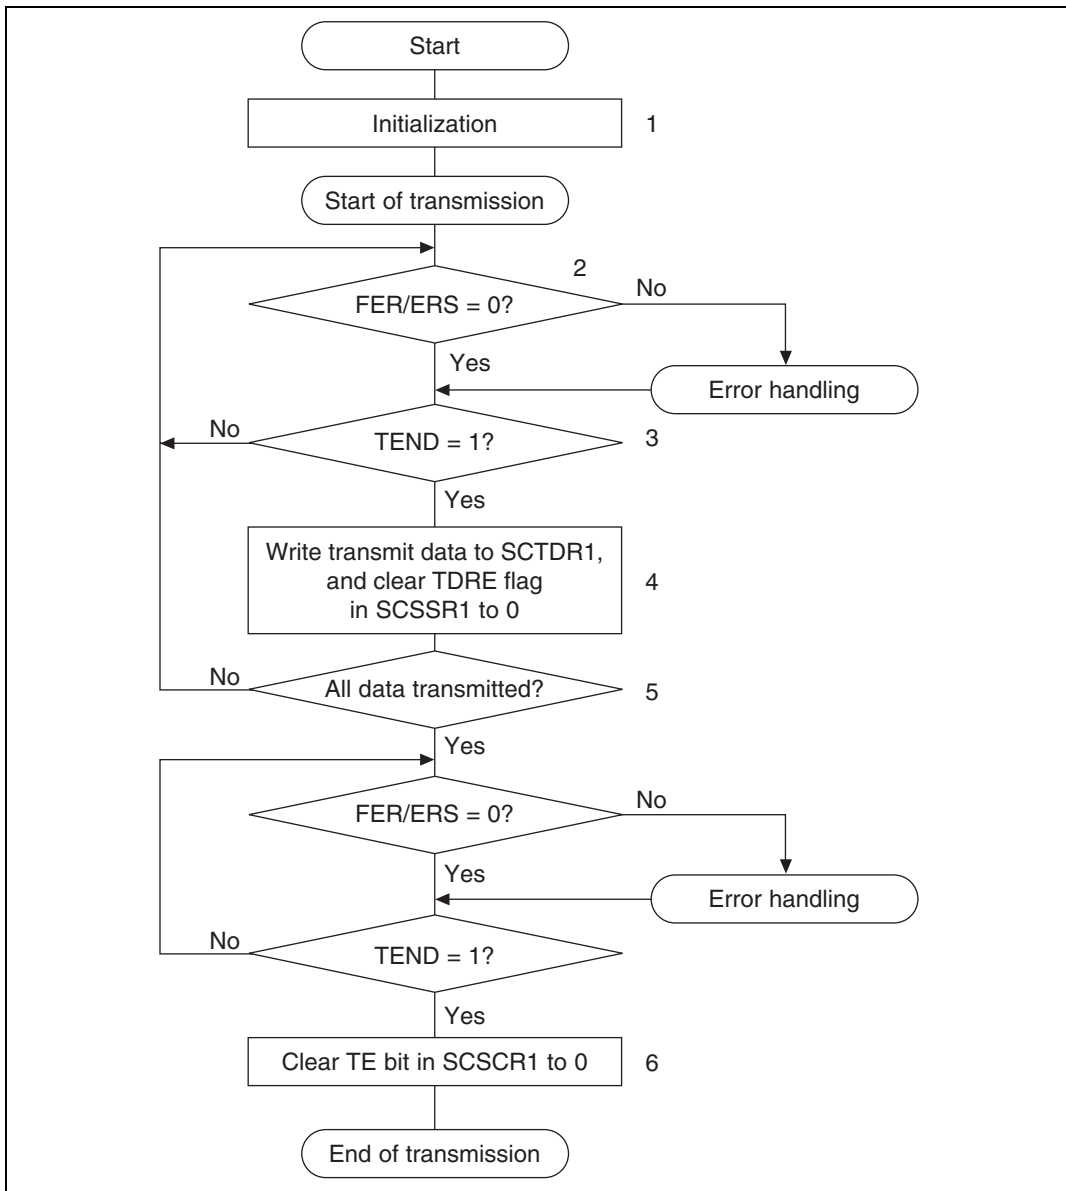 Start
Initialization
1
Start of transmission
2
FER/ERS = 0?
No
Yes
Error handling
No
TEND = 1?
3
Yes
Write transmit data to SCTDR1,
and clear TDRE flag
in SCSSR1 to 0
4
No
All data transmitted?
5
Yes
FER/ERS = 0?
No
Yes
Error handling
No
TEND = 1?
Yes
Clear TE bit in SCSCR1 to 0
6
End of transmission